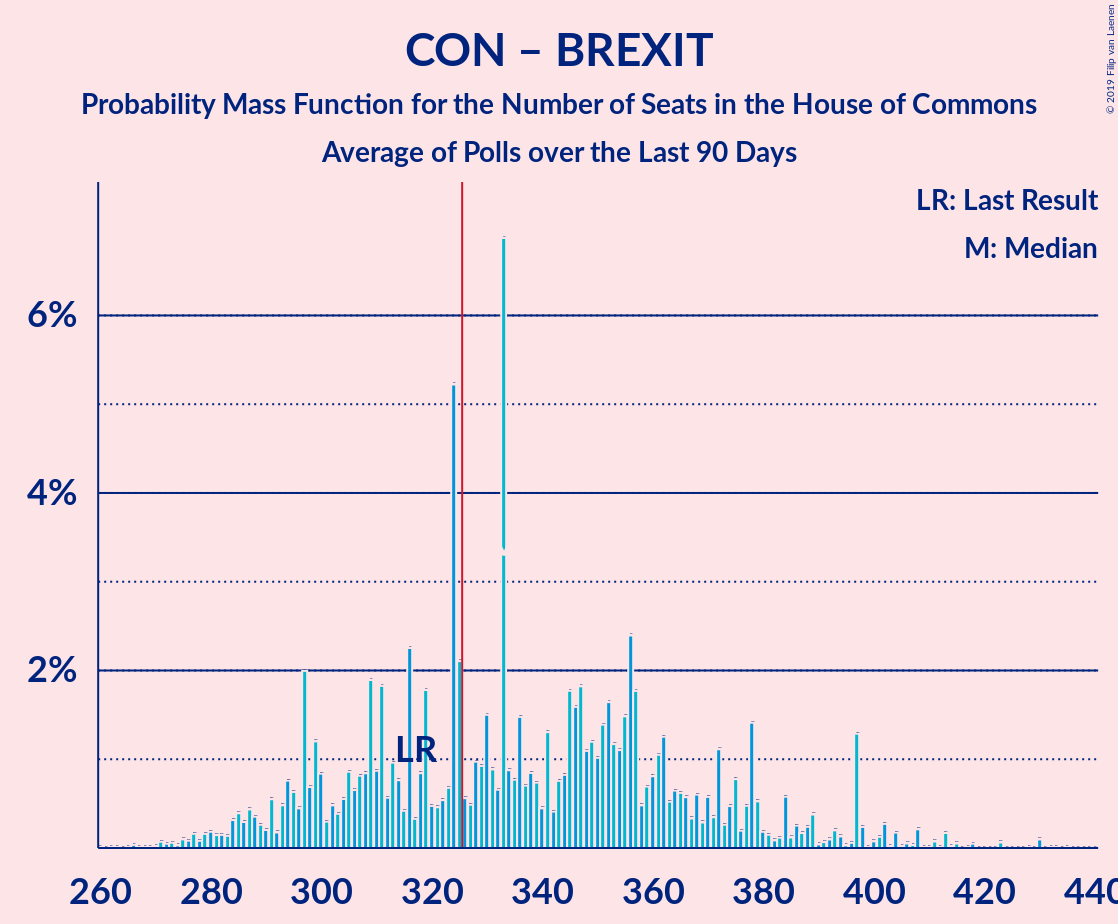 CON – BREXIT
Probability Mass Function for the Number of Seats in the House of Commons
Average of Polls over the Last 90 Days
© 2019 Filip van Laenen
LR: Last Result
M: Median
6%
4%
2%
LR
260 280 300 320 340 360 380 400 420 440